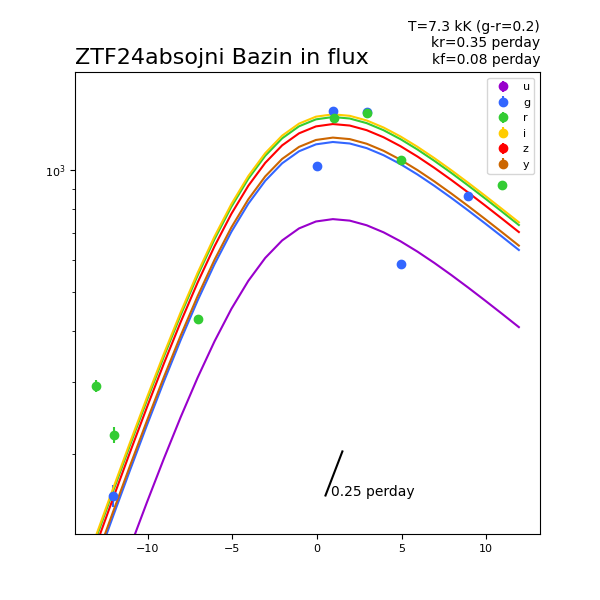 T=7.3 kK (g-r=0.2)
kr=0.35 perday
kf=0.08 perday
ZTF24absojni Bazin in flux
u
g
r
i
z
y
10³
0.25 perday
−10
−5
0
5
10